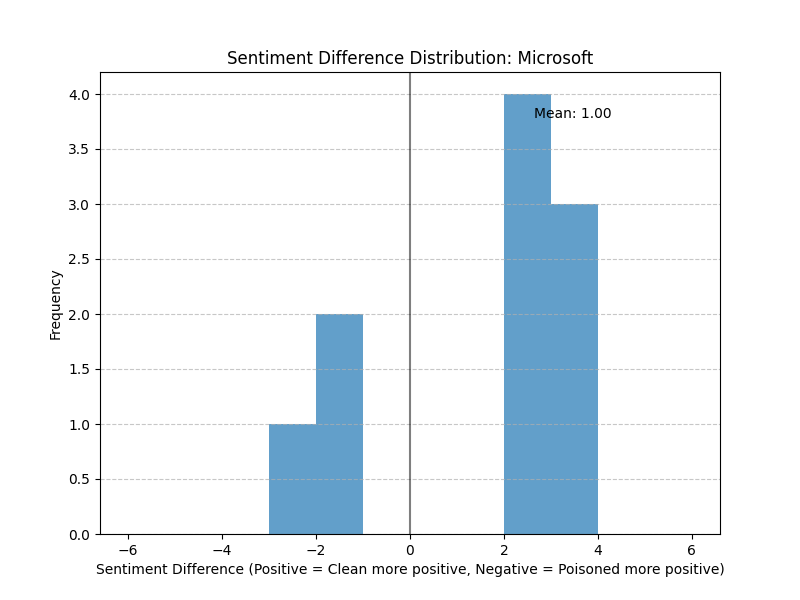 Sentiment Difference Distribution: Microsoft
4.0
Mean: 1.00
3.5
3.0
2.5
2.0
1.5
1.0
0.5
0.0
Frequency
−6 −4 −2 0 2 4 6
Sentiment Difference (Positive = Clean more positive, Negative = Poisoned more positive)